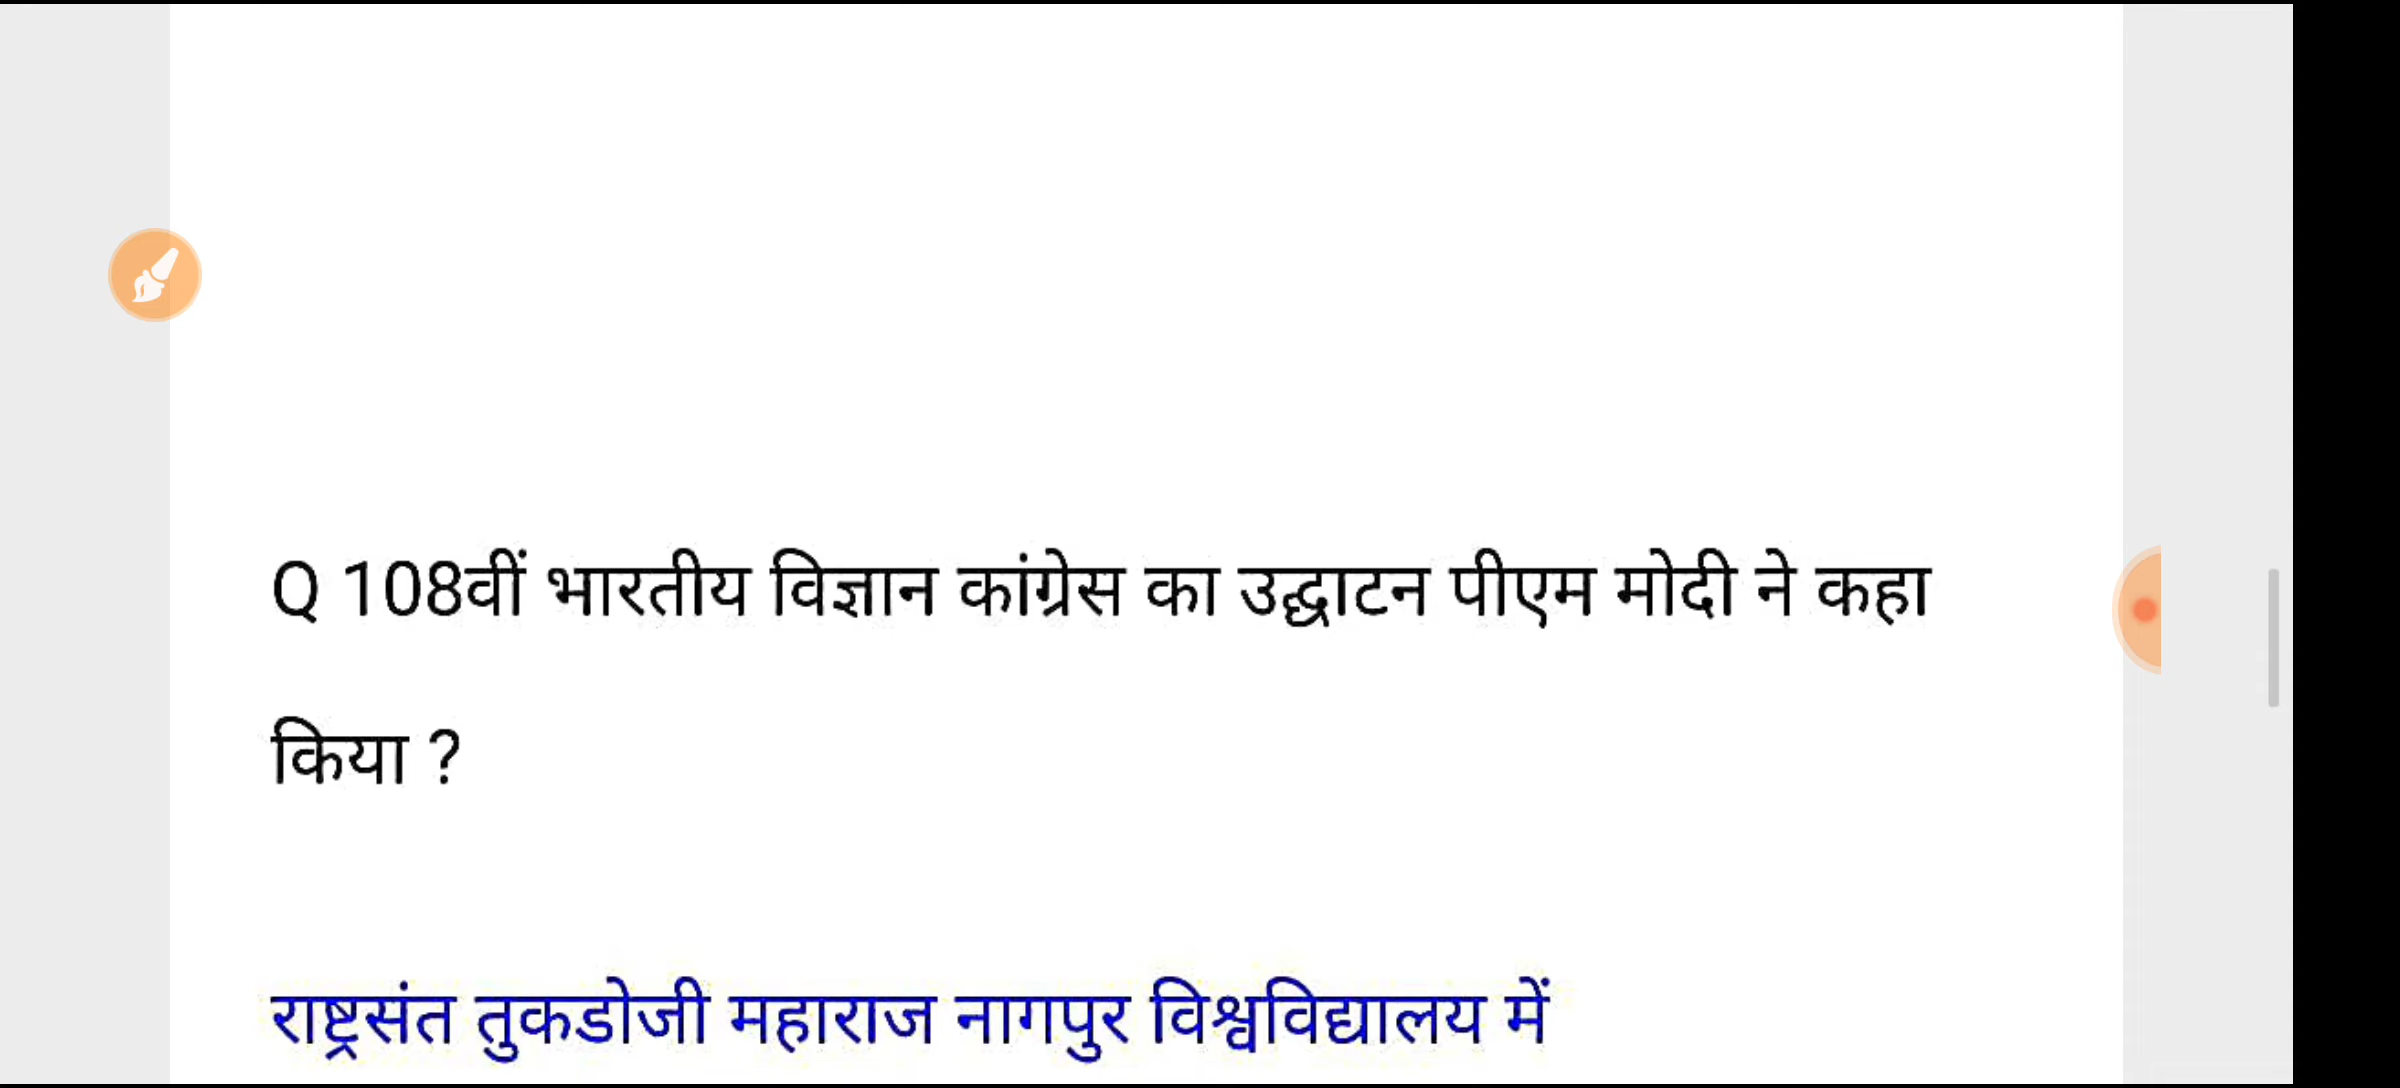 Q 108वीं भारतीय विज्ञान कांग्रेस का उद्घाटन पीएम मोदी ने कहा
किया ?
राष्ट्रसंत तुकडोजी महाराज नागपुर विश्वविद्यालय में